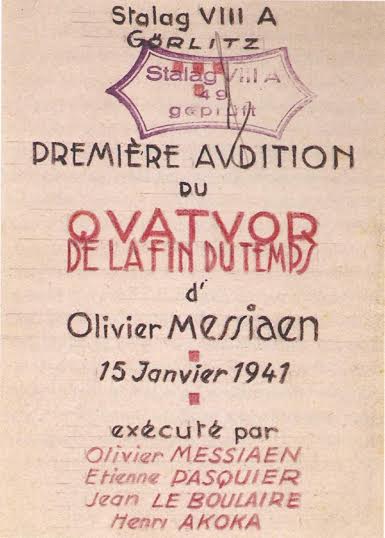 Stalag VIII A
GÖRLITZ
Stalag VIII A
49
geprüft
PREMIÈRE AVDITION
DU
QVATVOR
DE LA FIN DU TEMPS
d'
Olivier Messiaen
15 Janvier 1941
exécuté par
Olivier MESSIAEN
Etienne PASQUIER
Jean LE BOULAIRE
Henri AKOKA